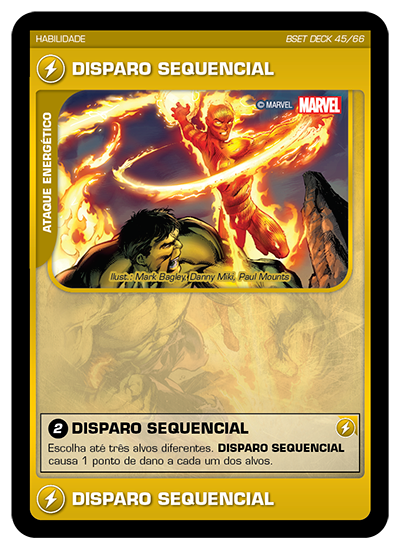 HABILIDADE
BSET DECK 45/66
DISPARO SEQUENCIAL
ATAQUE ENERGÉTICO
© MARVEL
MARVEL
Ilust.: Mark Bagley, Danny Miki, Paul Mounts
2 DISPARO SEQUENCIAL
Escolha até três alvos diferentes. DISPARO SEQUENCIAL
causa 1 ponto de dano a cada um dos alvos.
DISPARO SEQUENCIAL